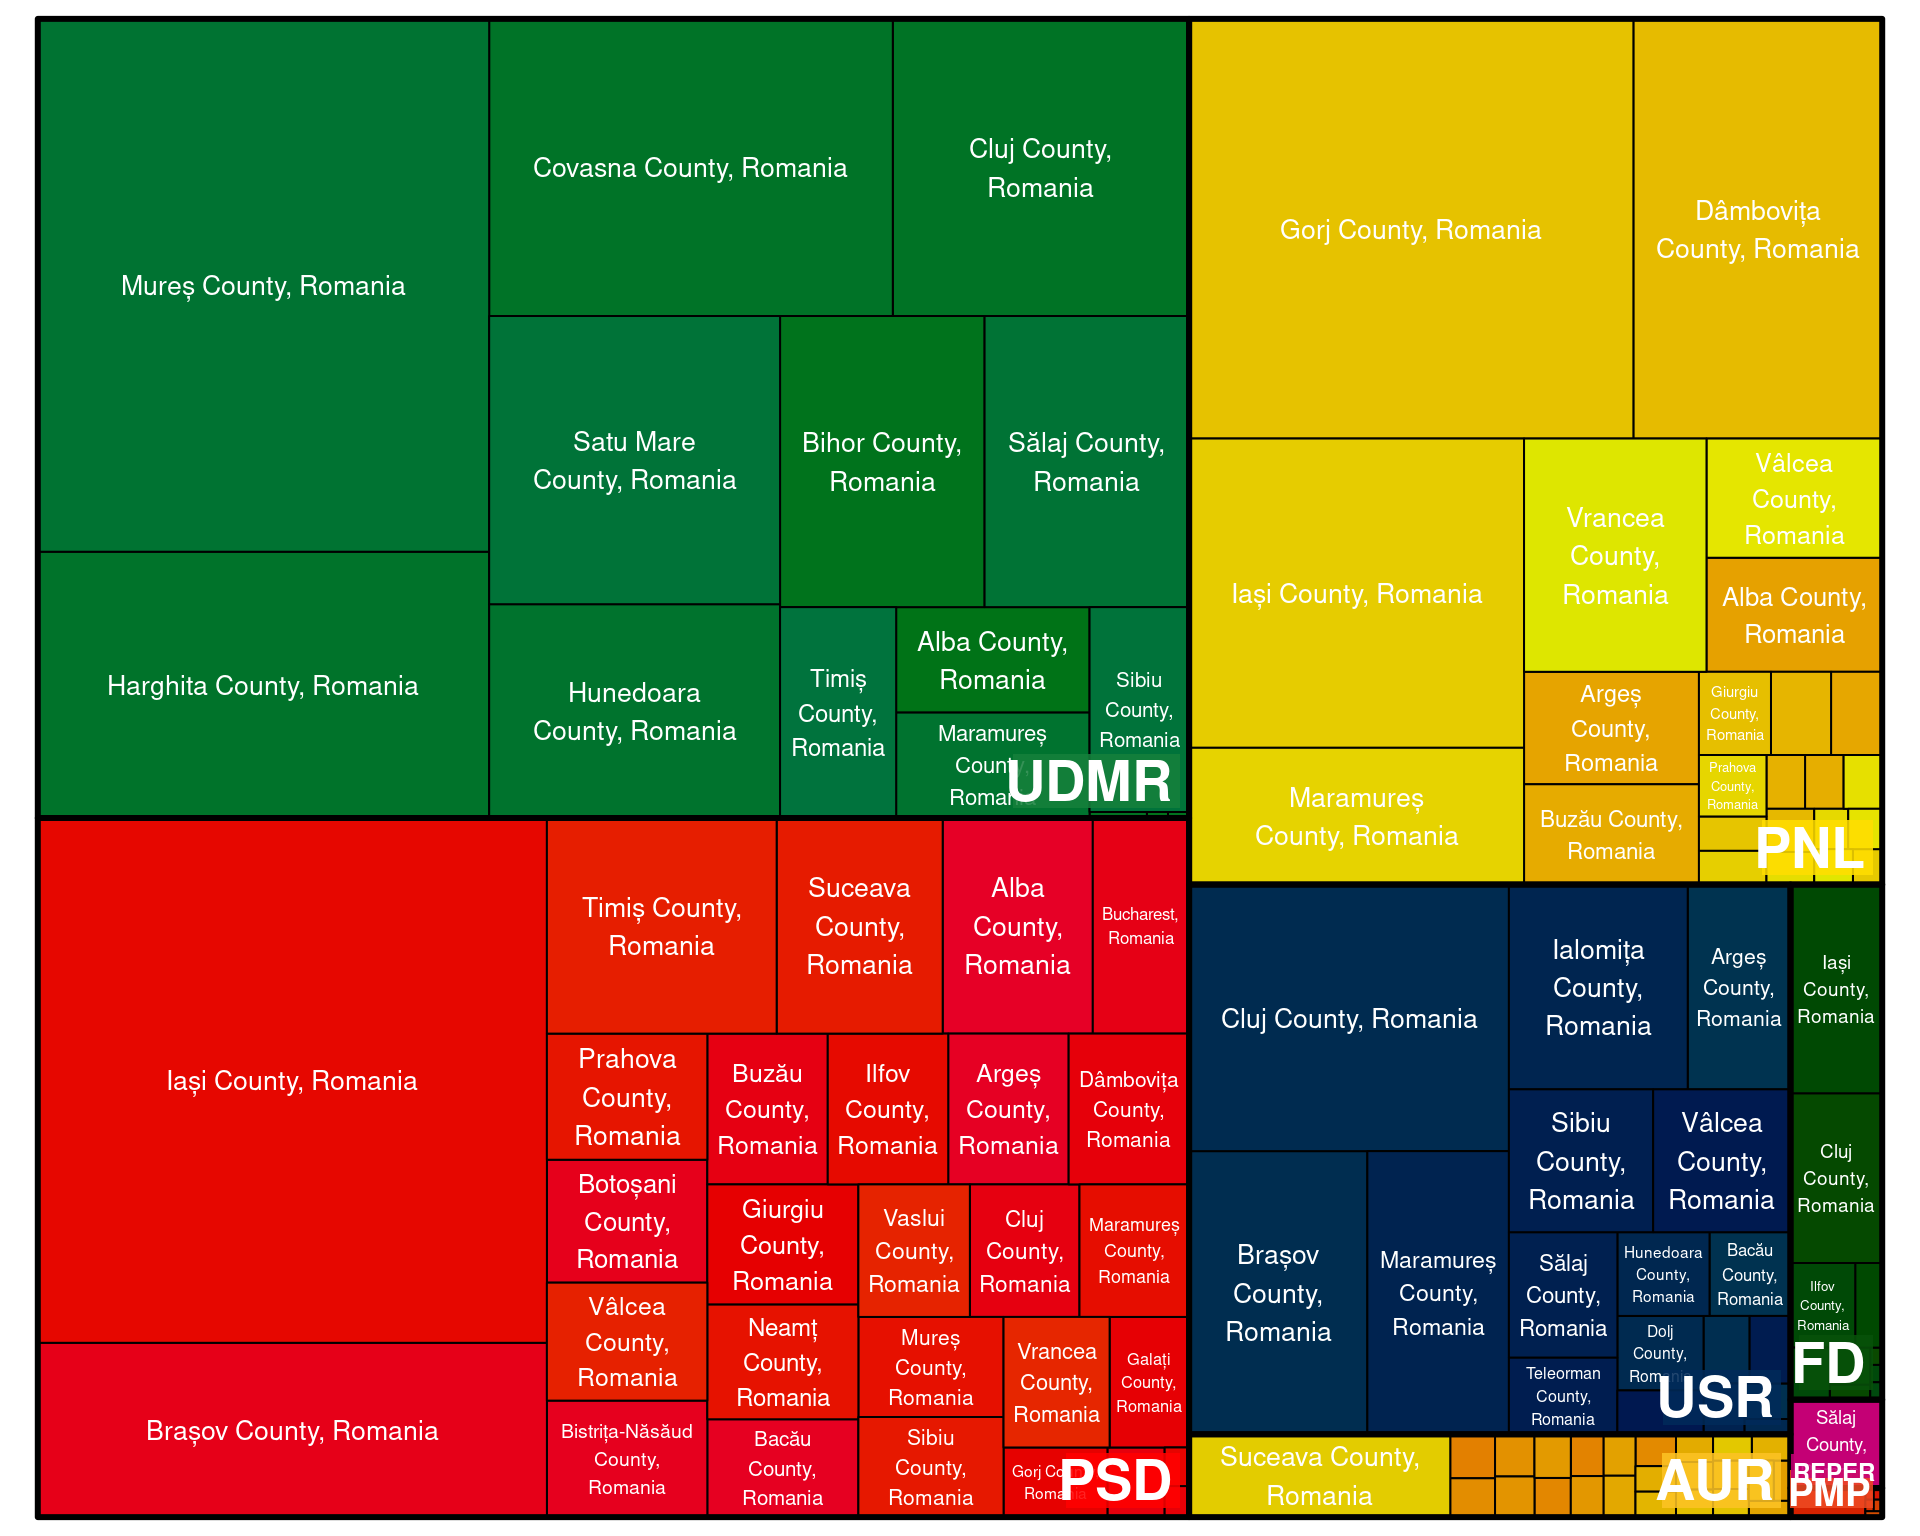 Mureș County, Romania
Harghita County, Romania
Covasna County, Romania
Cluj County,
Romania
Satu Mare
County, Romania
Bihor County,
Romania
Sălaj County,
Romania
Hunedoara
County, Romania
Timiș
County,
Romania
Alba County,
Romania
Maramureș
County,
Romania
Sibiu
County,
Romania
UDMR
Gorj County, Romania
Dâmbovița
County, Romania
Iași County, Romania
Maramureș
County, Romania
Vrancea
County,
Romania
Vâlcea
County,
Romania
Alba County,
Romania
Argeș
County,
Romania
Buzău County,
Romania
Giurgiu
County,
Romania
Prahova
County,
Romania
PNL
Iași County, Romania
Brașov County, Romania
Timiș County,
Romania
Suceava
County,
Romania
Alba
County,
Romania
Bucharest,
Romania
Prahova
County,
Romania
Botoșani
County,
Romania
Vâlcea
County,
Romania
Bistrița-Năsăud
County,
Romania
Buzău
County,
Romania
Ilfov
County,
Romania
Argeș
County,
Romania
Dâmbovița
County,
Romania
Giurgiu
County,
Romania
Neamț
County,
Romania
Bacău
County,
Romania
Vaslui
County,
Romania
Cluj
County,
Romania
Maramureș
County,
Romania
Mureș
County,
Romania
Sibiu
County,
Romania
Vrancea
County,
Romania
Galați
County,
Romania
Gorj County,
Romania
PSD
Cluj County, Romania
Brașov
County,
Romania
Maramureș
County,
Romania
Ialomița
County,
Romania
Argeș
County,
Romania
Sibiu
County,
Romania
Vâlcea
County,
Romania
Sălaj
County,
Romania
Teleorman
County,
Romania
Hunedoara
County,
Romania
Bacău
County,
Romania
Dolj
County,
Romania
USR
Iași
County,
Romania
Cluj
County,
Romania
Ilfov
County,
Romania
FD
Suceava County,
Romania
AUR
Sălaj
County,
REPER
PMP